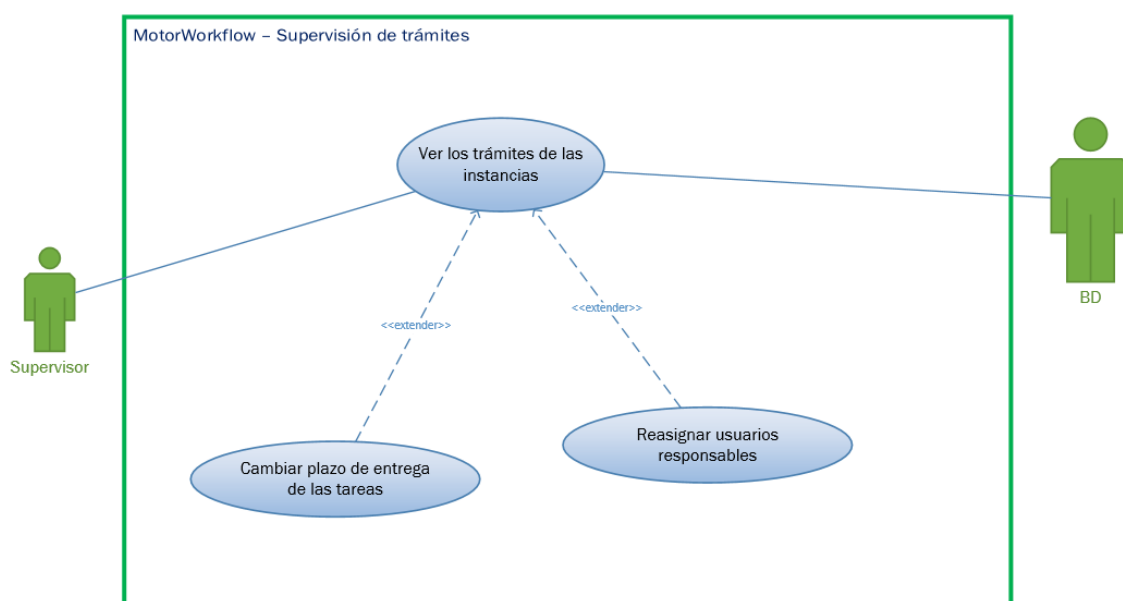 MotorWorkflow – Supervisión de trámites
Ver los trámites de las
instancias
BD
<<extender>>
<<extender>>
Supervisor
Reasignar usuarios
responsables
Cambiar plazo de entrega
de las tareas